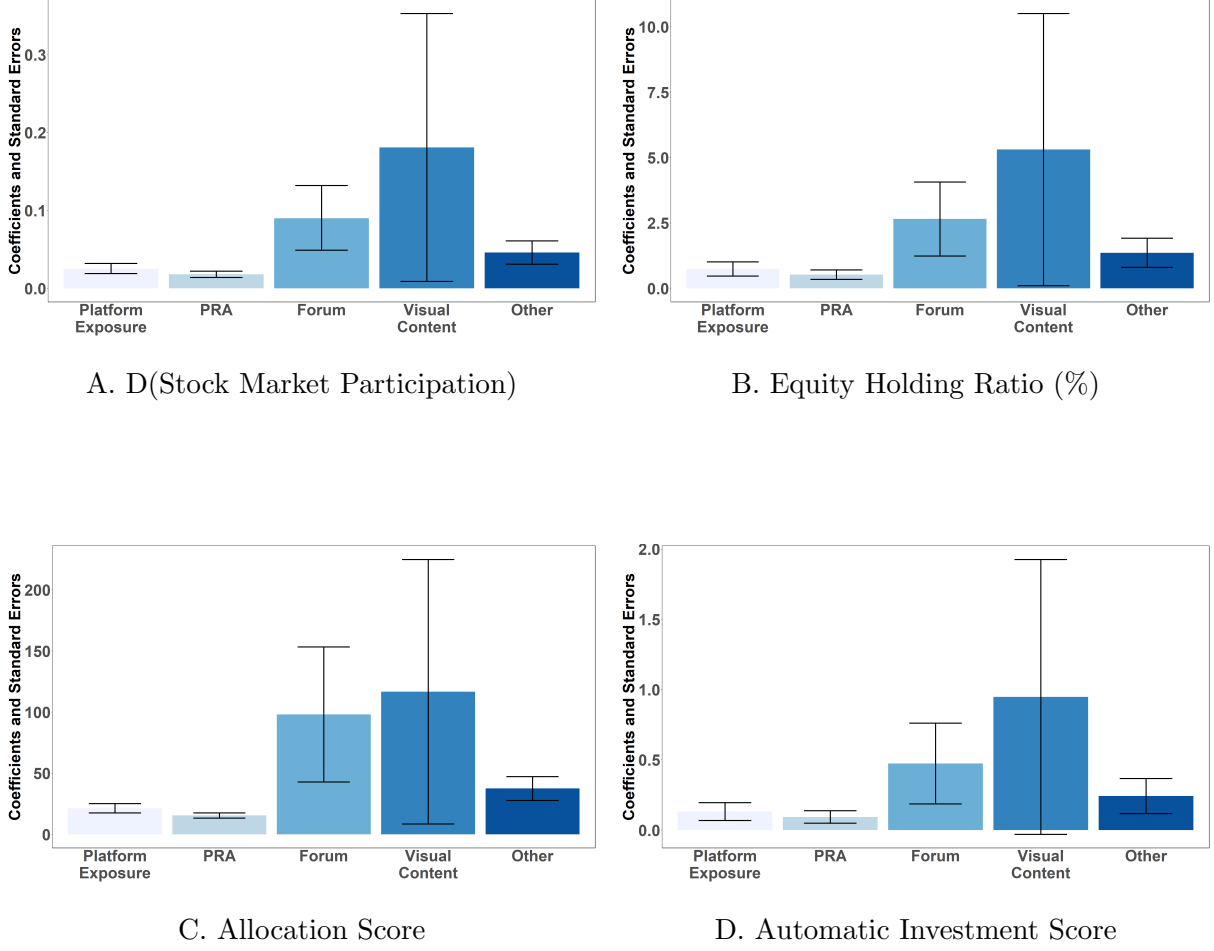 Coefficients and Standard Errors
0.3
0.2
0.1
0.0
Platform
Exposure
PRA
Forum
Visual
Content
Other
A. D(Stock Market Participation)
Coefficients and Standard Errors
10.0
7.5
5.0
2.5
0.0
Platform
Exposure
PRA
Forum
Visual
Content
Other
B. Equity Holding Ratio (%)
Coefficients and Standard Errors
200
150
100
50
0
Platform
Exposure
PRA
Forum
Visual
Content
Other
C. Allocation Score
Coefficients and Standard Errors
2.0
1.5
1.0
0.5
0.0
Platform
Exposure
PRA
Forum
Visual
Content
Other
D. Automatic Investment Score